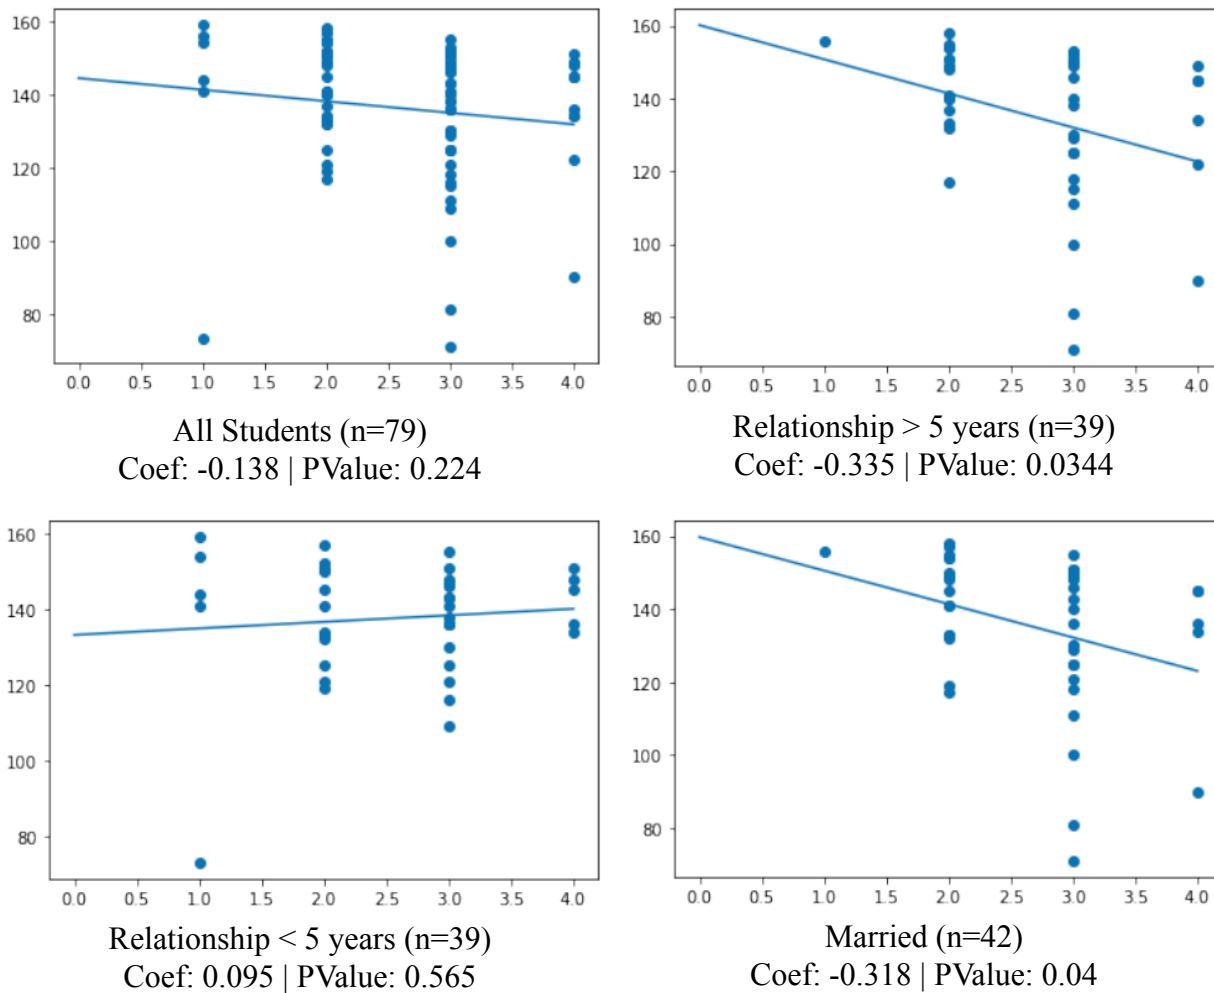 160
140
120
100
80
0.0 0.5 1.0 1.5 2.0 2.5 3.0 3.5 4.0
All Students (n=79)
Coef: -0.138 | PValue: 0.224
160
140
120
100
80
0.0 0.5 1.0 1.5 2.0 2.5 3.0 3.5 4.0
Relationship > 5 years (n=39)
Coef: -0.335 | PValue: 0.0344
160
140
120
100
80
0.0 0.5 1.0 1.5 2.0 2.5 3.0 3.5 4.0
Relationship < 5 years (n=39)
Coef: 0.095 | PValue: 0.565
160
140
120
100
80
0.0 0.5 1.0 1.5 2.0 2.5 3.0 3.5 4.0
Married (n=42)
Coef: -0.318 | PValue: 0.04